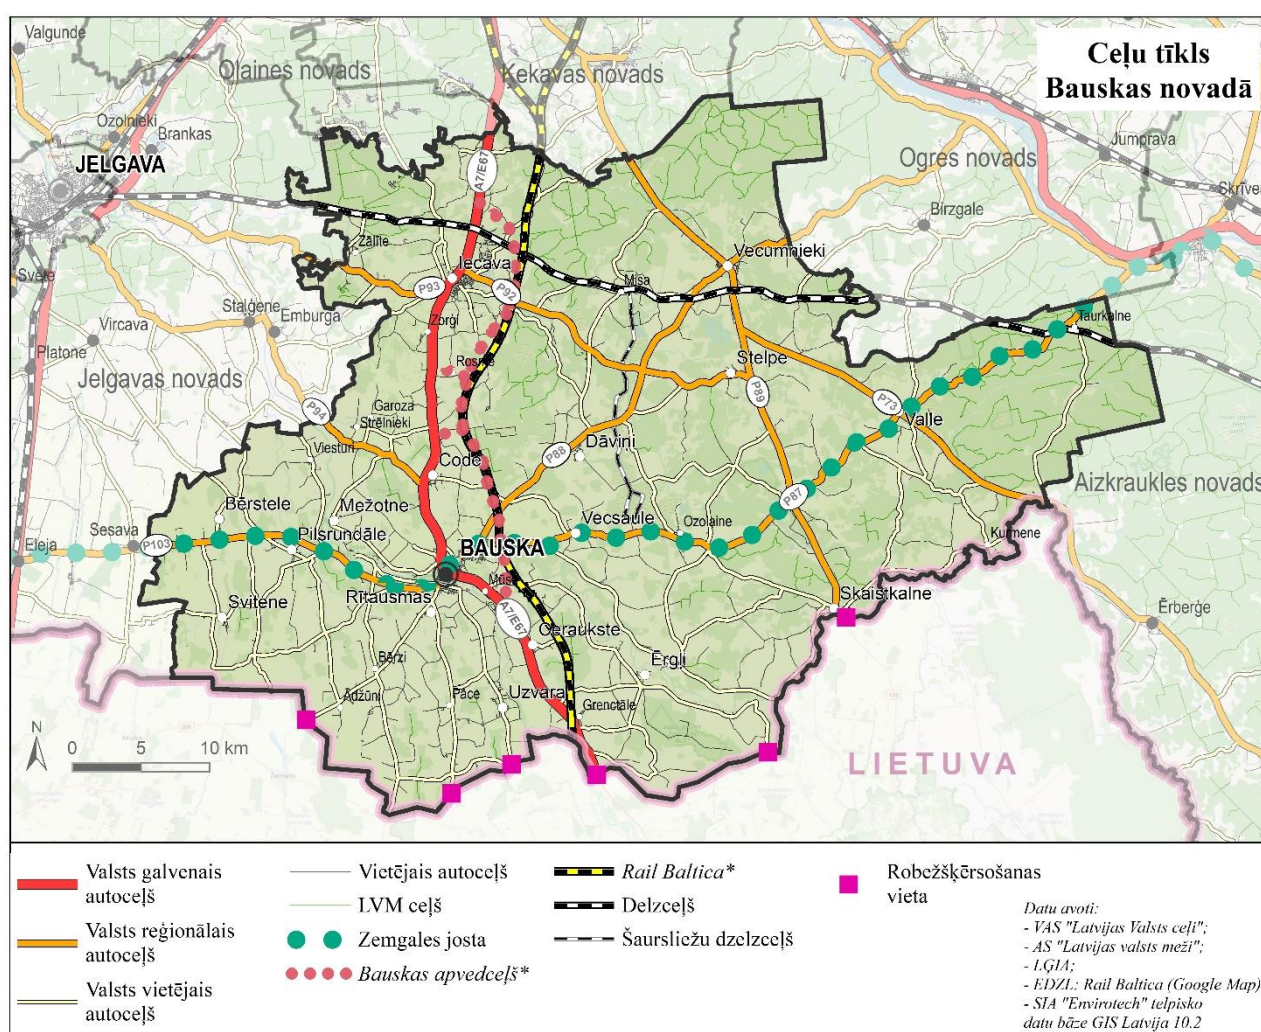 Ceļu tīkls
Bauskas novadā
Valgunde
Olaines novads
Ķekavas novads
Ozolnieki
Brankas
JELGAVA
Jumprava
Ogres novads
Skrīver
Birzgale
A7/E67
Svēte
Zālīte
Iecava
Vecumnieki
Misa
P93
P92
Staļģene
Emburga
Vircava
Zorģi
Platone
Taurkalne
Jelgavas novads
Stelpe
P89
P73
P94
Garoza
Strēlnieki
Valle
Viesturi
P88
Dāviņi
Code
Aizkraukles novads
Bērstele
Mežotne
P87
Vecsaule
Ozolaine
Sesava
P103
Pilsrundāle
Eleja
BAUSKA
Kurmene
Svitene
Rītausmas
Mūsa
Skaistkalne
Ērberģe
A7/E67
Ceraukste
Bērzi
Ērgļi
Ādžūni
Pāce
Uzvara
Grenctāle
N
0 5 10 km
LIETUVA
Valsts galvenais
autoceļš
Valsts reģionālais
autoceļš
Valsts vietējais
autoceļš
Vietējais autoceļš
LVM ceļš
Zemgales josta
Bauskas apvedceļš*
Rail Baltica*
Delzceļš
Šaursliežu dzelzceļš
Robežšķērsošanas
vieta
Datu avoti:
- VAS "Latvijas Valsts ceļi";
- AS "Latvijas valsts meži";
- LĢIA;
- EDZL: Rail Baltica (Google Map)
- SIA "Envirotech" telpisko
datu bāze GIS Latvija 10.2